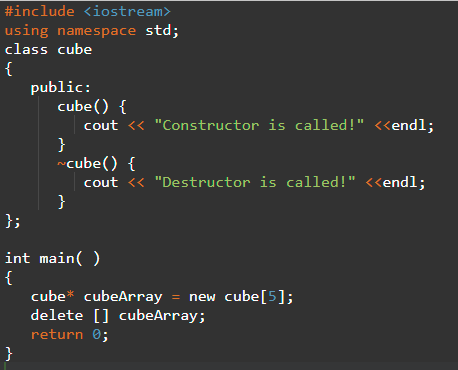 #include <iostream>
using namespace std;
class cube
{
public:
cube() {
cout << "Constructor is called!" <<endl;
}
~cube() {
cout << "Destructor is called!" <<endl;
}
};
int main( )
{
cube* cubeArray = new cube[5];
delete [] cubeArray;
return 0;
}